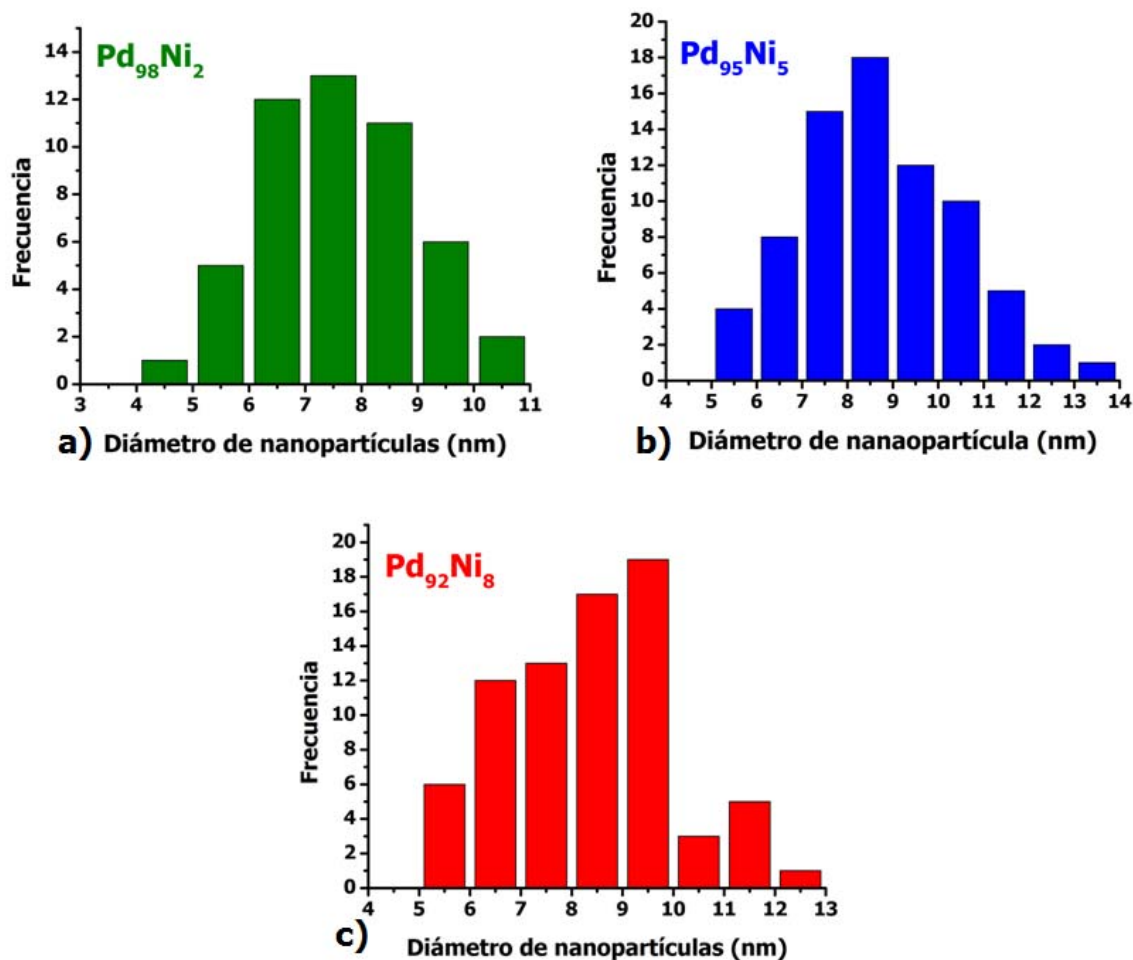 Pd98Ni2
Frecuencia
14
12
10
8
6
4
2
0
3 4 5 6 7 8 9 10 11
a) Diámetro de nanopartículas (nm)
Pd95Ni5
Frecuencia
20
18
16
14
12
10
8
6
4
2
0
4 5 6 7 8 9 10 11 12 13 14
b) Diámetro de nanaopartícula (nm)
Pd92Ni8
Frecuencia
20
18
16
14
12
10
8
6
4
2
0
4 5 6 7 8 9 10 11 12 13
c) Diámetro de nanopartículas (nm)